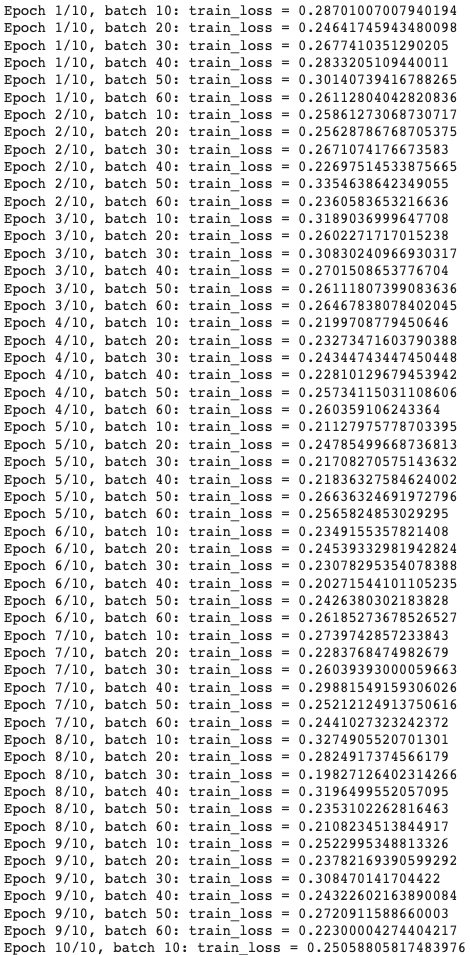 Epoch 1/10, batch 10: train_loss = 0.28701007007940194
Epoch 1/10, batch 20: train_loss = 0.24641745943480098
Epoch 1/10, batch 30: train_loss = 0.2677410351290205
Epoch 1/10, batch 40: train_loss = 0.2833205109440011
Epoch 1/10, batch 50: train_loss = 0.30140739416788265
Epoch 1/10, batch 60: train_loss = 0.26112804042820836
Epoch 2/10, batch 10: train_loss = 0.25861273068730717
Epoch 2/10, batch 20: train_loss = 0.25628786768705375
Epoch 2/10, batch 30: train_loss = 0.2671074176673583
Epoch 2/10, batch 40: train_loss = 0.22697514533875665
Epoch 2/10, batch 50: train_loss = 0.3354638642349055
Epoch 2/10, batch 60: train_loss = 0.2360583653216636
Epoch 3/10, batch 10: train_loss = 0.3189036999647708
Epoch 3/10, batch 20: train_loss = 0.2602271717015238
Epoch 3/10, batch 30: train_loss = 0.30830240966930317
Epoch 3/10, batch 40: train_loss = 0.2701508653776704
Epoch 3/10, batch 50: train_loss = 0.26111807399083636
Epoch 3/10, batch 60: train_loss = 0.26467838078402045
Epoch 4/10, batch 10: train_loss = 0.2199708779450646
Epoch 4/10, batch 20: train_loss = 0.23273471603790388
Epoch 4/10, batch 30: train_loss = 0.24344743447450448
Epoch 4/10, batch 40: train_loss = 0.22810129679453942
Epoch 4/10, batch 50: train_loss = 0.25734115031108606
Epoch 4/10, batch 60: train_loss = 0.260359106243364
Epoch 5/10, batch 10: train_loss = 0.21127975778703395
Epoch 5/10, batch 20: train_loss = 0.24785499668736813
Epoch 5/10, batch 30: train_loss = 0.21708270575143632
Epoch 5/10, batch 40: train_loss = 0.21836327584624002
Epoch 5/10, batch 50: train_loss = 0.26636324691972796
Epoch 5/10, batch 60: train_loss = 0.2565824853029295
Epoch 6/10, batch 10: train_loss = 0.2349155357821408
Epoch 6/10, batch 20: train_loss = 0.24539332981942824
Epoch 6/10, batch 30: train_loss = 0.23078295354078388
Epoch 6/10, batch 40: train_loss = 0.20271544101105235
Epoch 6/10, batch 50: train_loss = 0.2426380302183828
Epoch 6/10, batch 60: train_loss = 0.26185273678526527
Epoch 7/10, batch 10: train_loss = 0.2739742857233843
Epoch 7/10, batch 20: train_loss = 0.2283768474982679
Epoch 7/10, batch 30: train_loss = 0.26039393000059663
Epoch 7/10, batch 40: train_loss = 0.29881549159306026
Epoch 7/10, batch 50: train_loss = 0.25212124913750616
Epoch 7/10, batch 60: train_loss = 0.2441027323242372
Epoch 8/10, batch 10: train_loss = 0.3274905520701301
Epoch 8/10, batch 20: train_loss = 0.2824917374566179
Epoch 8/10, batch 30: train_loss = 0.19827126402314266
Epoch 8/10, batch 40: train_loss = 0.3196499552057095
Epoch 8/10, batch 50: train_loss = 0.2353102262816463
Epoch 8/10, batch 60: train_loss = 0.2108234513844917
Epoch 9/10, batch 10: train_loss = 0.2522995348813326
Epoch 9/10, batch 20: train_loss = 0.23782169390599292
Epoch 9/10, batch 30: train_loss = 0.308470141704422
Epoch 9/10, batch 40: train_loss = 0.24322602163890084
Epoch 9/10, batch 50: train_loss = 0.2720911588660003
Epoch 9/10, batch 60: train_loss = 0.22300004274404217
Epoch 10/10, batch 10: train_loss = 0.25058805817483976